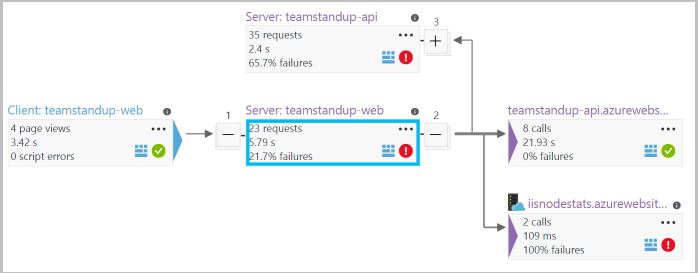 Server: teamstandup-api
35 requests
2.4 s
65.7% failures
3
Client: teamstandup-web
4 page views
3.42 s
0 script errors
1
Server: teamstandup-web
23 requests
5.79 s
21.7% failures
2
teamstandup-api.azurewebs...
8 calls
21.93 s
0% failures
iisnodestats.azurewebsit...
2 calls
109 ms
100% failures